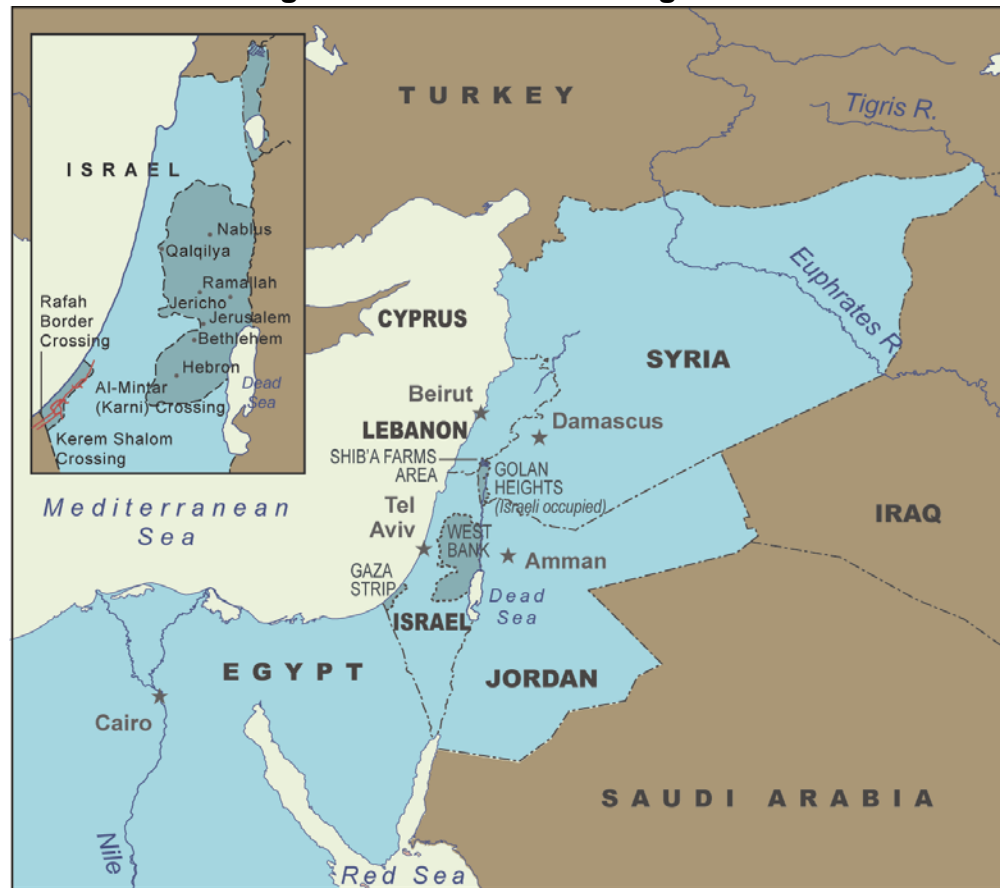 TURKEY
Tigris R.
ISRAEL
Nablus
Qalqilya
Ramallah
Jericho
Jerusalem
Bethlehem
Hebron
Dead
Sea
Rafah
Border
Crossing
Al-Mintar
(Karni) Crossing
Kerem Shalom
Crossing
Euphrates R.
CYPRUS
SYRIA
Beirut
LEBANON
Damascus
SHIB'A FARMS
AREA
GOLAN
HEIGHTS
(Israeli occupied)
Mediterranean
Sea
Tel
Aviv
WEST
BANK
IRAQ
Amman
GAZA
STRIP
Dead
Sea
ISRAEL
EGYPT
JORDAN
Cairo
SAUDI ARABIA
Nile
Red Sea